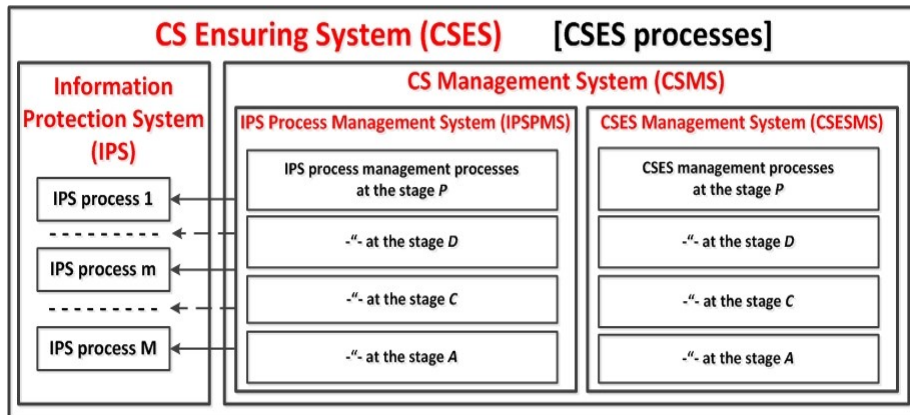 CS Ensuring System (CSES) [CSES processes]
Information
Protection System
(IPS)
IPS process 1
IPS process m
IPS process M
CS Management System (CSMS)
IPS Process Management System (IPSPMS)
IPS process management processes
at the stage P
-“- at the stage D
-“- at the stage C
-“- at the stage A
CSES Management System (CSESMS)
CSES management processes
at the stage P
-“- at the stage D
-“- at the stage C
-“- at the stage A